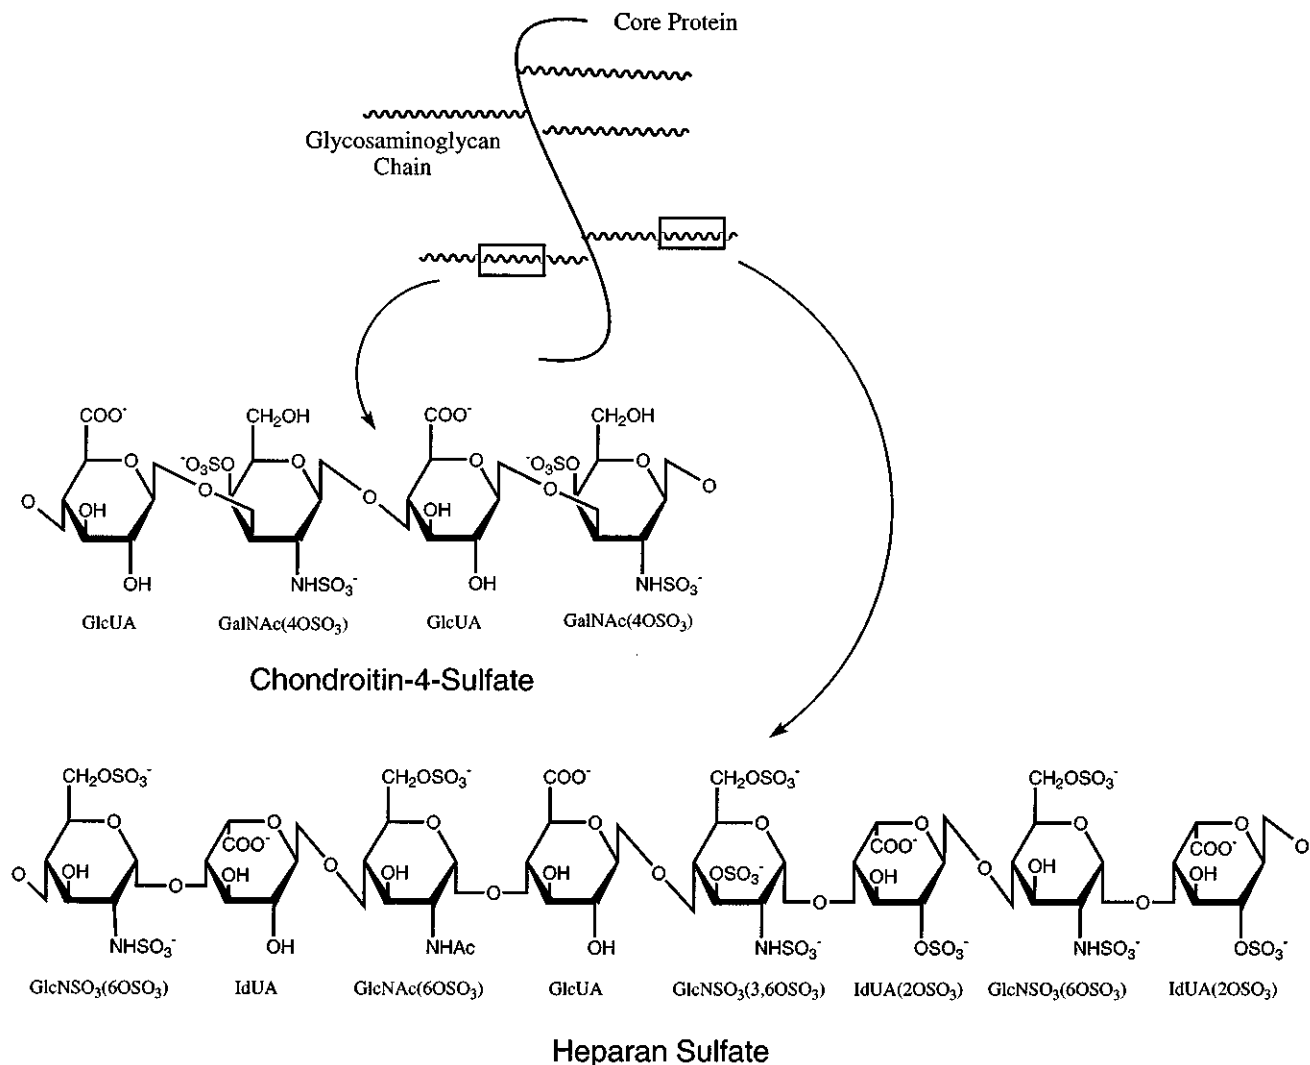 Core Protein
Glycosaminoglycan
Chain
COO⁻ CH₂OH COO⁻ CH₂OH
⁻O₃SO O O ⁻O₃SO O O
O O O O O
OH OH
OH NHSO₃⁻ OH NHSO₃⁻
GlcUA GalNAc(4OSO₃) GlcUA GalNAc(4OSO₃)
Chondroitin-4-Sulfate
CH₂OSO₃⁻ CH₂OSO₃⁻ COO⁻ CH₂OSO₃⁻ CH₂OSO₃⁻
O O O O O O O O
COO⁻ COO⁻ COO⁻ O
OH OH OH OH OSO₃⁻ OH OH OH
O O O O O O O O
NHSO₃⁻ OH NHAc OH NHSO₃⁻ OSO₃⁻ NHSO₃⁻ OSO₃⁻
GlcNSO₃(6OSO₃) IdUA GlcNAc(6OSO₃) GlcUA GlcNSO₃(3,6OSO₃) IdUA(2OSO₃) GlcNSO₃(6OSO₃) IdUA(2OSO₃)
Heparan Sulfate